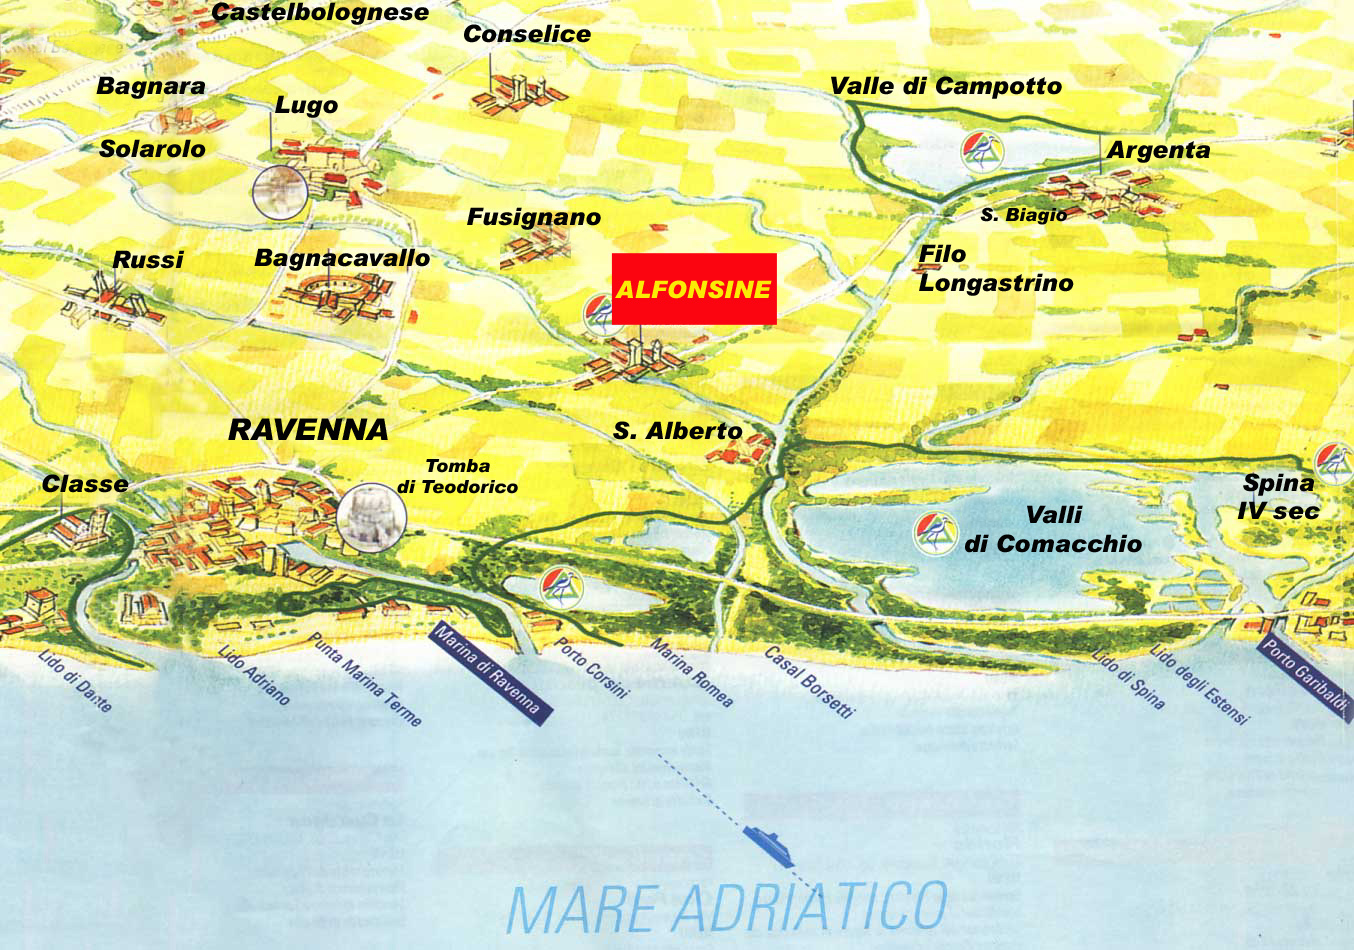 Castelbolognese
Conselice
Bagnara
Lugo
Valle di Campotto
Solarolo
Argenta
Fusignano
S. Biagio
Russi
Bagnacavallo
Filo
Longastrino
ALFONSINE
RAVENNA
S. Alberto
Tomba
di Teodorico
Classe
Spina
IV sec
Valli
di Comacchio
Lido di Dante
Lido Adriano
Punta Marina Terme
Marina di Ravenna
Porto Corsini
Marina Romea
Casal Borsetti
Lido di Spina
Lido degli Estensi
Porto Garibaldi
MARE ADRIATICO